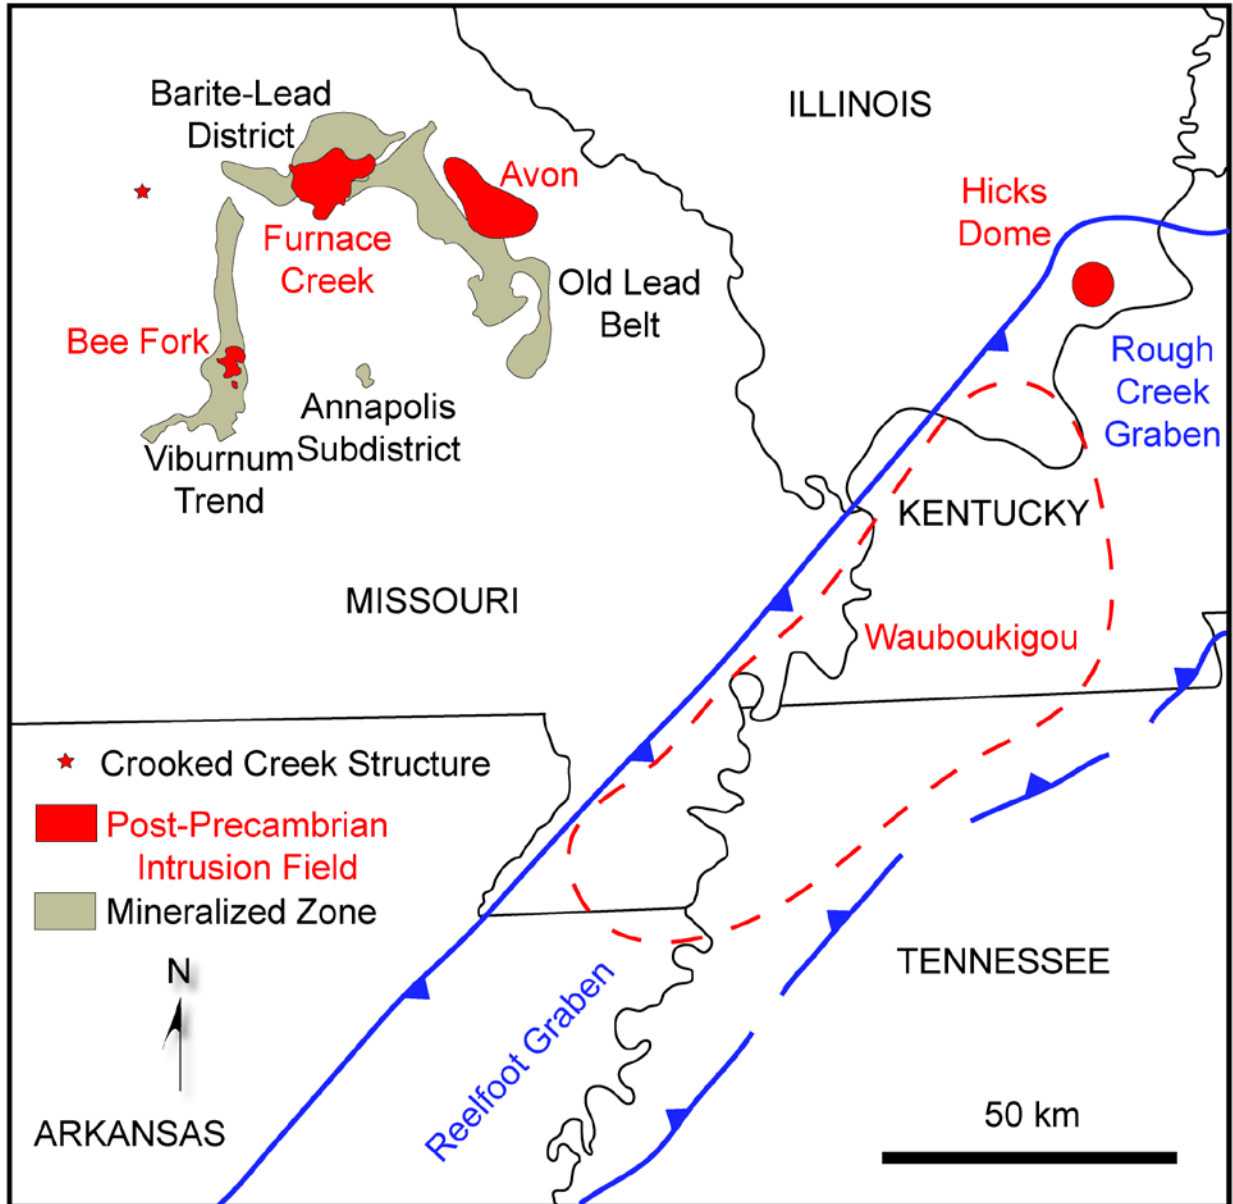 Barite-Lead
District
ILLINOIS
Avon
Hicks
Dome
Furnace
Creek
Old Lead
Belt
Bee Fork
Rough
Creek
Graben
Annapolis
Subdistrict
Viburnum
Trend
KENTUCKY
MISSOURI
Wauboukigou
Crooked Creek Structure
Post-Precambrian
Intrusion Field
Mineralized Zone
N
TENNESSEE
Reelfoot Graben
ARKANSAS
50 km